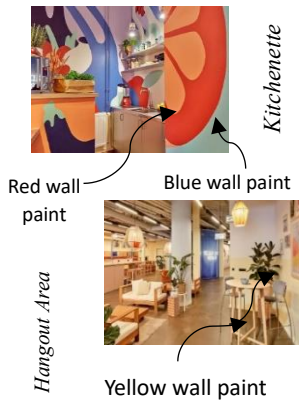 Kitchenette
Red wall
paint
Blue wall paint
Hangout Area
Yellow wall paint